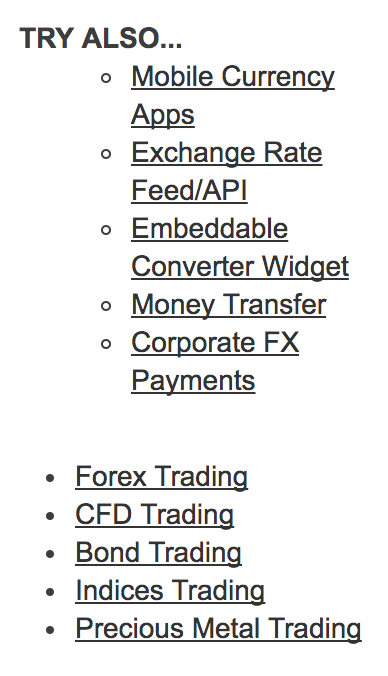 TRY ALSO...
Mobile Currency
Apps
Exchange Rate
Feed/API
Embeddable
Converter Widget
Money Transfer
Corporate FX
Payments
Forex Trading
CFD Trading
Bond Trading
Indices Trading
Precious Metal Trading